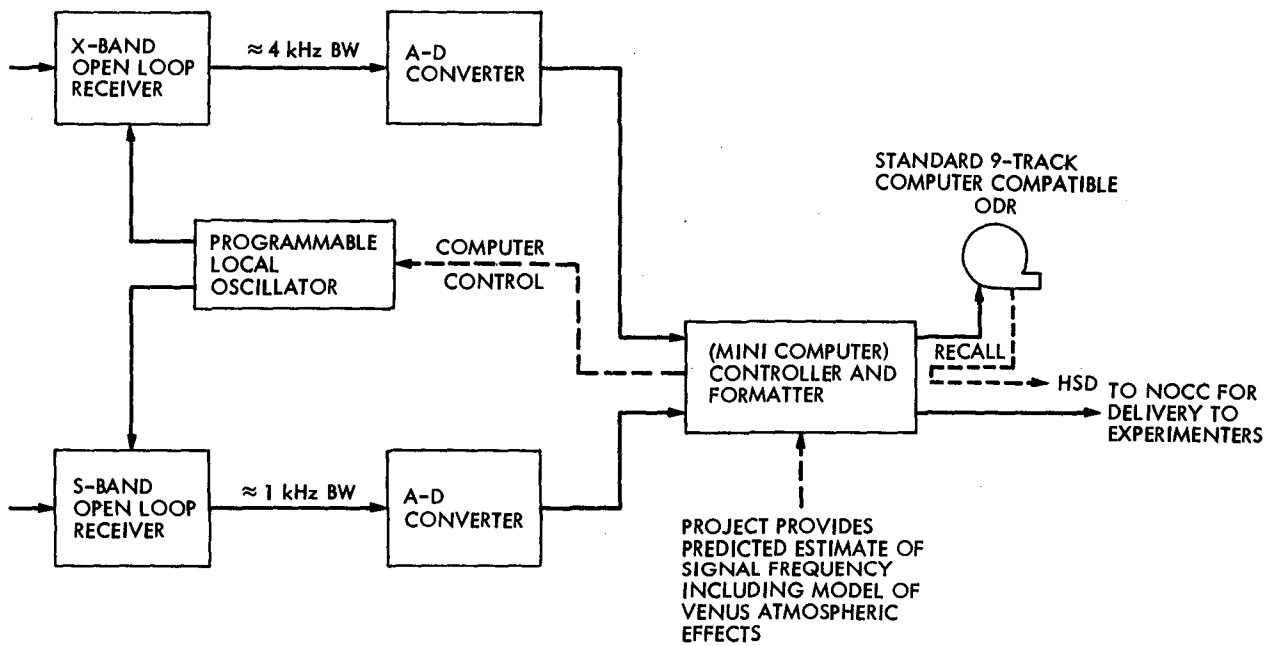 X-BAND
OPEN LOOP
RECEIVER
≈ 4 kHz BW
A-D
CONVERTER
STANDARD 9-TRACK
COMPUTER COMPATIBLE
ODR
PROGRAMMABLE
LOCAL
OSCILLATOR
COMPUTER
CONTROL
(MINI COMPUTER)
CONTROLLER AND
FORMATTER
RECALL
HSD
TO NOCC FOR
DELIVERY TO
EXPERIMENTERS
S-BAND
OPEN LOOP
RECEIVER
≈ 1 kHz BW
A-D
CONVERTER
PROJECT PROVIDES
PREDICTED ESTIMATE OF
SIGNAL FREQUENCY
INCLUDING MODEL OF
VENUS ATMOSPHERIC
EFFECTS